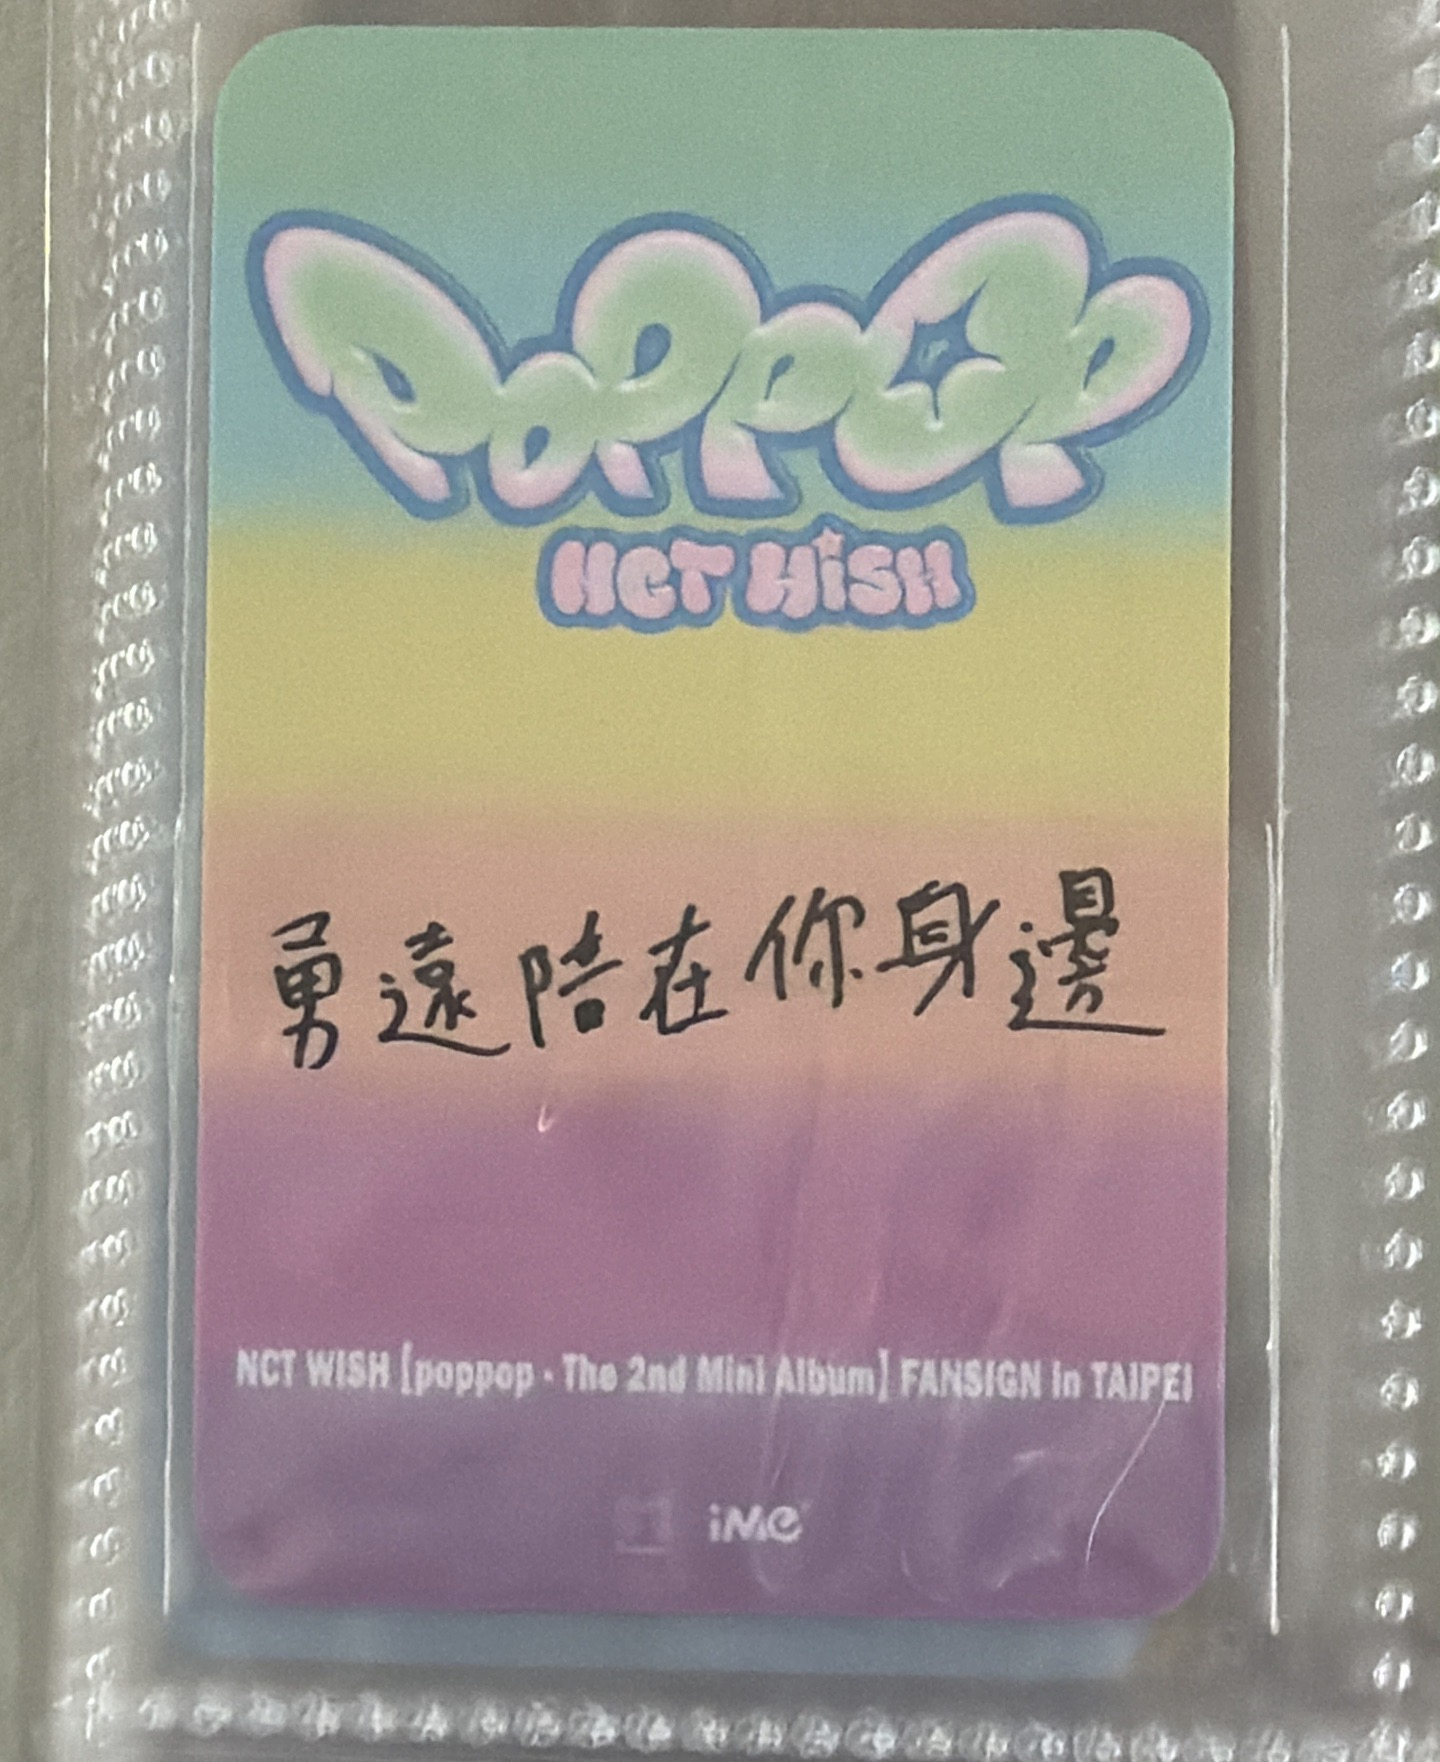 POPPOP
NCT WiSH
勇遠陪在你身邊
NCT WISH [poppop - The 2nd Mini Album] FANSIGN in TAIPEI
iMe